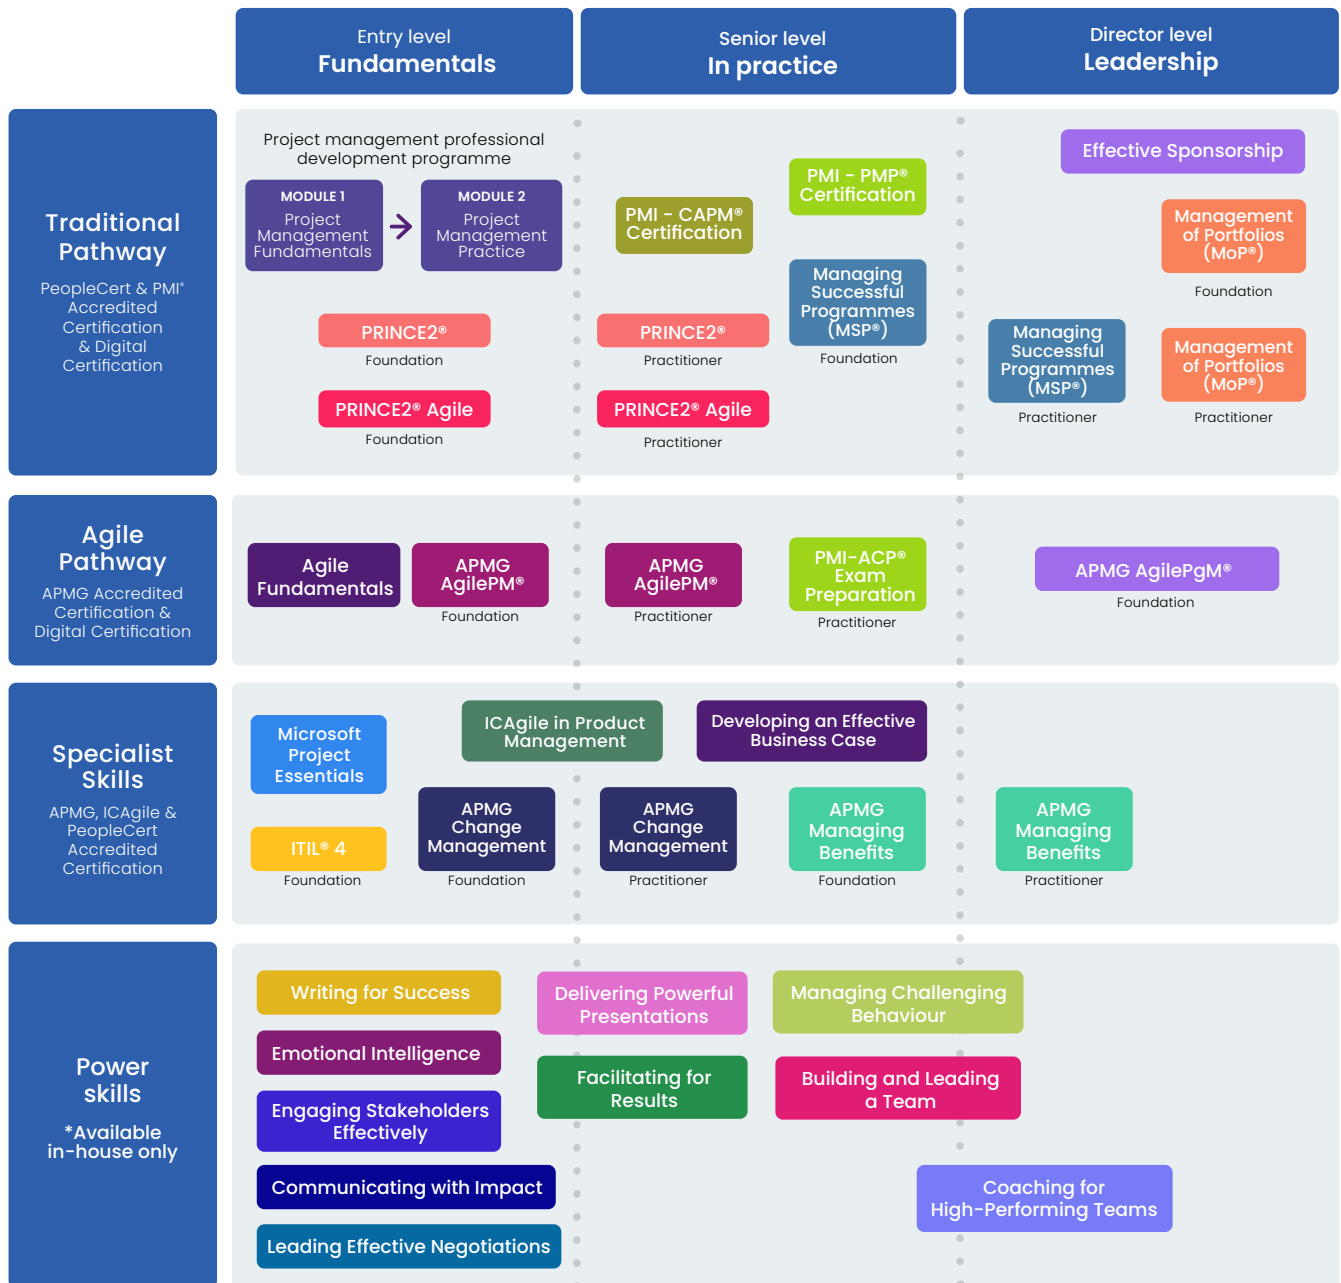 Entry level
Fundamentals
Senior level
In practice
Director level
Leadership
Traditional
Pathway
PeopleCert & PMI®
Accredited
Certification
& Digital
Certification
Project management professional
development programme
MODULE 1
Project
Management
Fundamentals
MODULE 2
Project
Management
Practice
PRINCE2®
Foundation
PRINCE2® Agile
Foundation
PMI - CAPM®
Certification
PMI - PMP®
Certification
Managing
Successful
Programmes
(MSP®)
Foundation
PRINCE2®
Practitioner
PRINCE2® Agile
Practitioner
Effective Sponsorship
Management
of Portfolios
(MoP®)
Foundation
Managing
Successful
Programmes
(MSP®)
Practitioner
Management
of Portfolios
(MoP®)
Practitioner
Agile
Pathway
APMG Accredited
Certification &
Digital Certification
Agile
Fundamentals
APMG
AgilePM®
Foundation
APMG
AgilePM®
Practitioner
PMI-ACP®
Exam
Preparation
Practitioner
APMG AgilePgM®
Foundation
Specialist
Skills
APMG, ICAgile &
PeopleCert
Accredited
Certification
Microsoft
Project
Essentials
ICAgile in Product
Management
Developing an Effective
Business Case
ITIL® 4
Foundation
APMG
Change
Management
Foundation
APMG
Change
Management
Practitioner
APMG
Managing
Benefits
Foundation
APMG
Managing
Benefits
Practitioner
Power
skills
*Available
in-house only
Writing for Success
Emotional Intelligence
Engaging Stakeholders
Effectively
Communicating with Impact
Leading Effective Negotiations
Delivering Powerful
Presentations
Facilitating for
Results
Managing Challenging
Behaviour
Building and Leading
a Team
Coaching for
High-Performing Teams